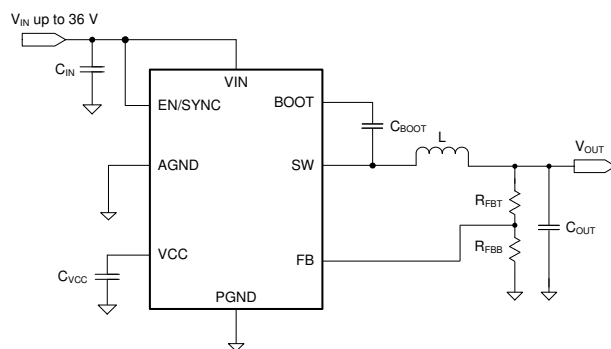 V_IN up to 36 V
C_IN
VIN
EN/SYNC
BOOT
C_BOOT
L
AGND
SW
V_OUT
R_FBT
C_OUT
VCC
FB
R_FBB
C_VCC
PGND